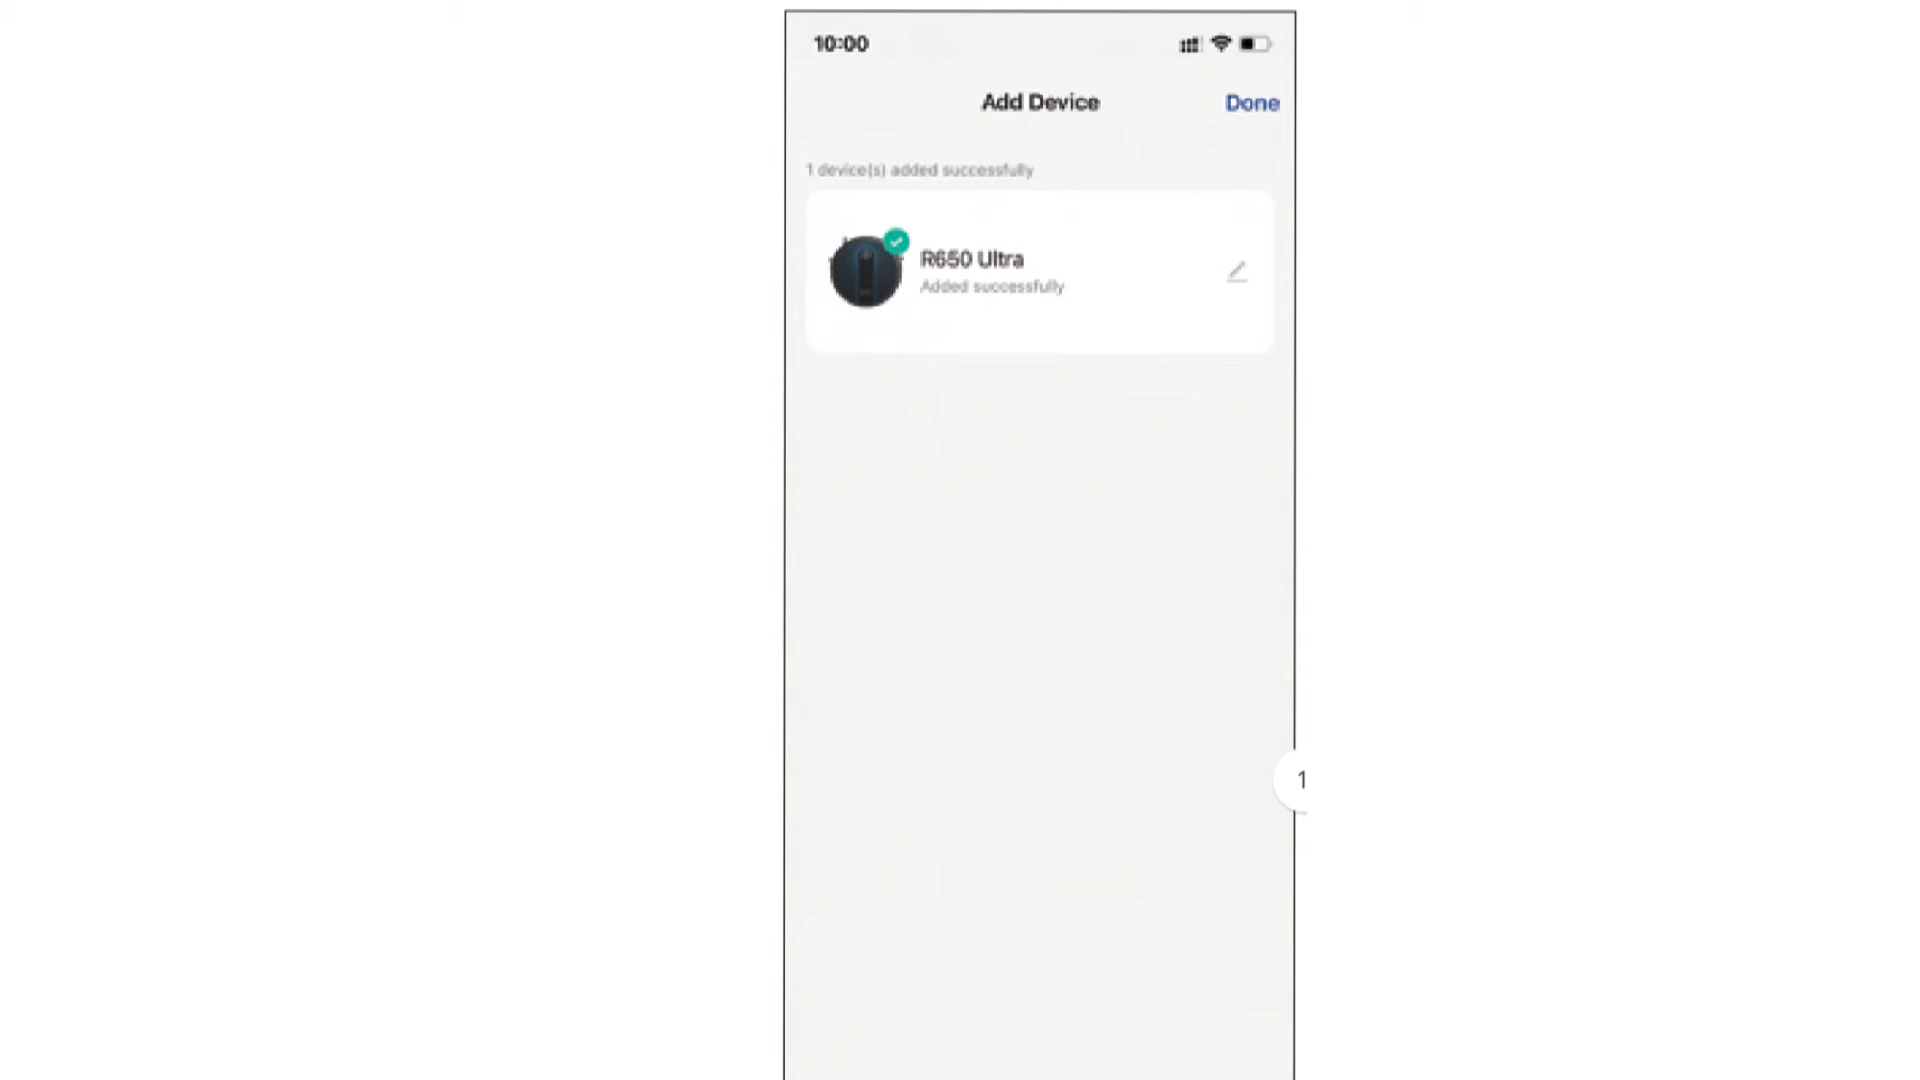 10:00
Add Device
Done
1 device(s) added successfully
R650 Ultra
Added successfully
1